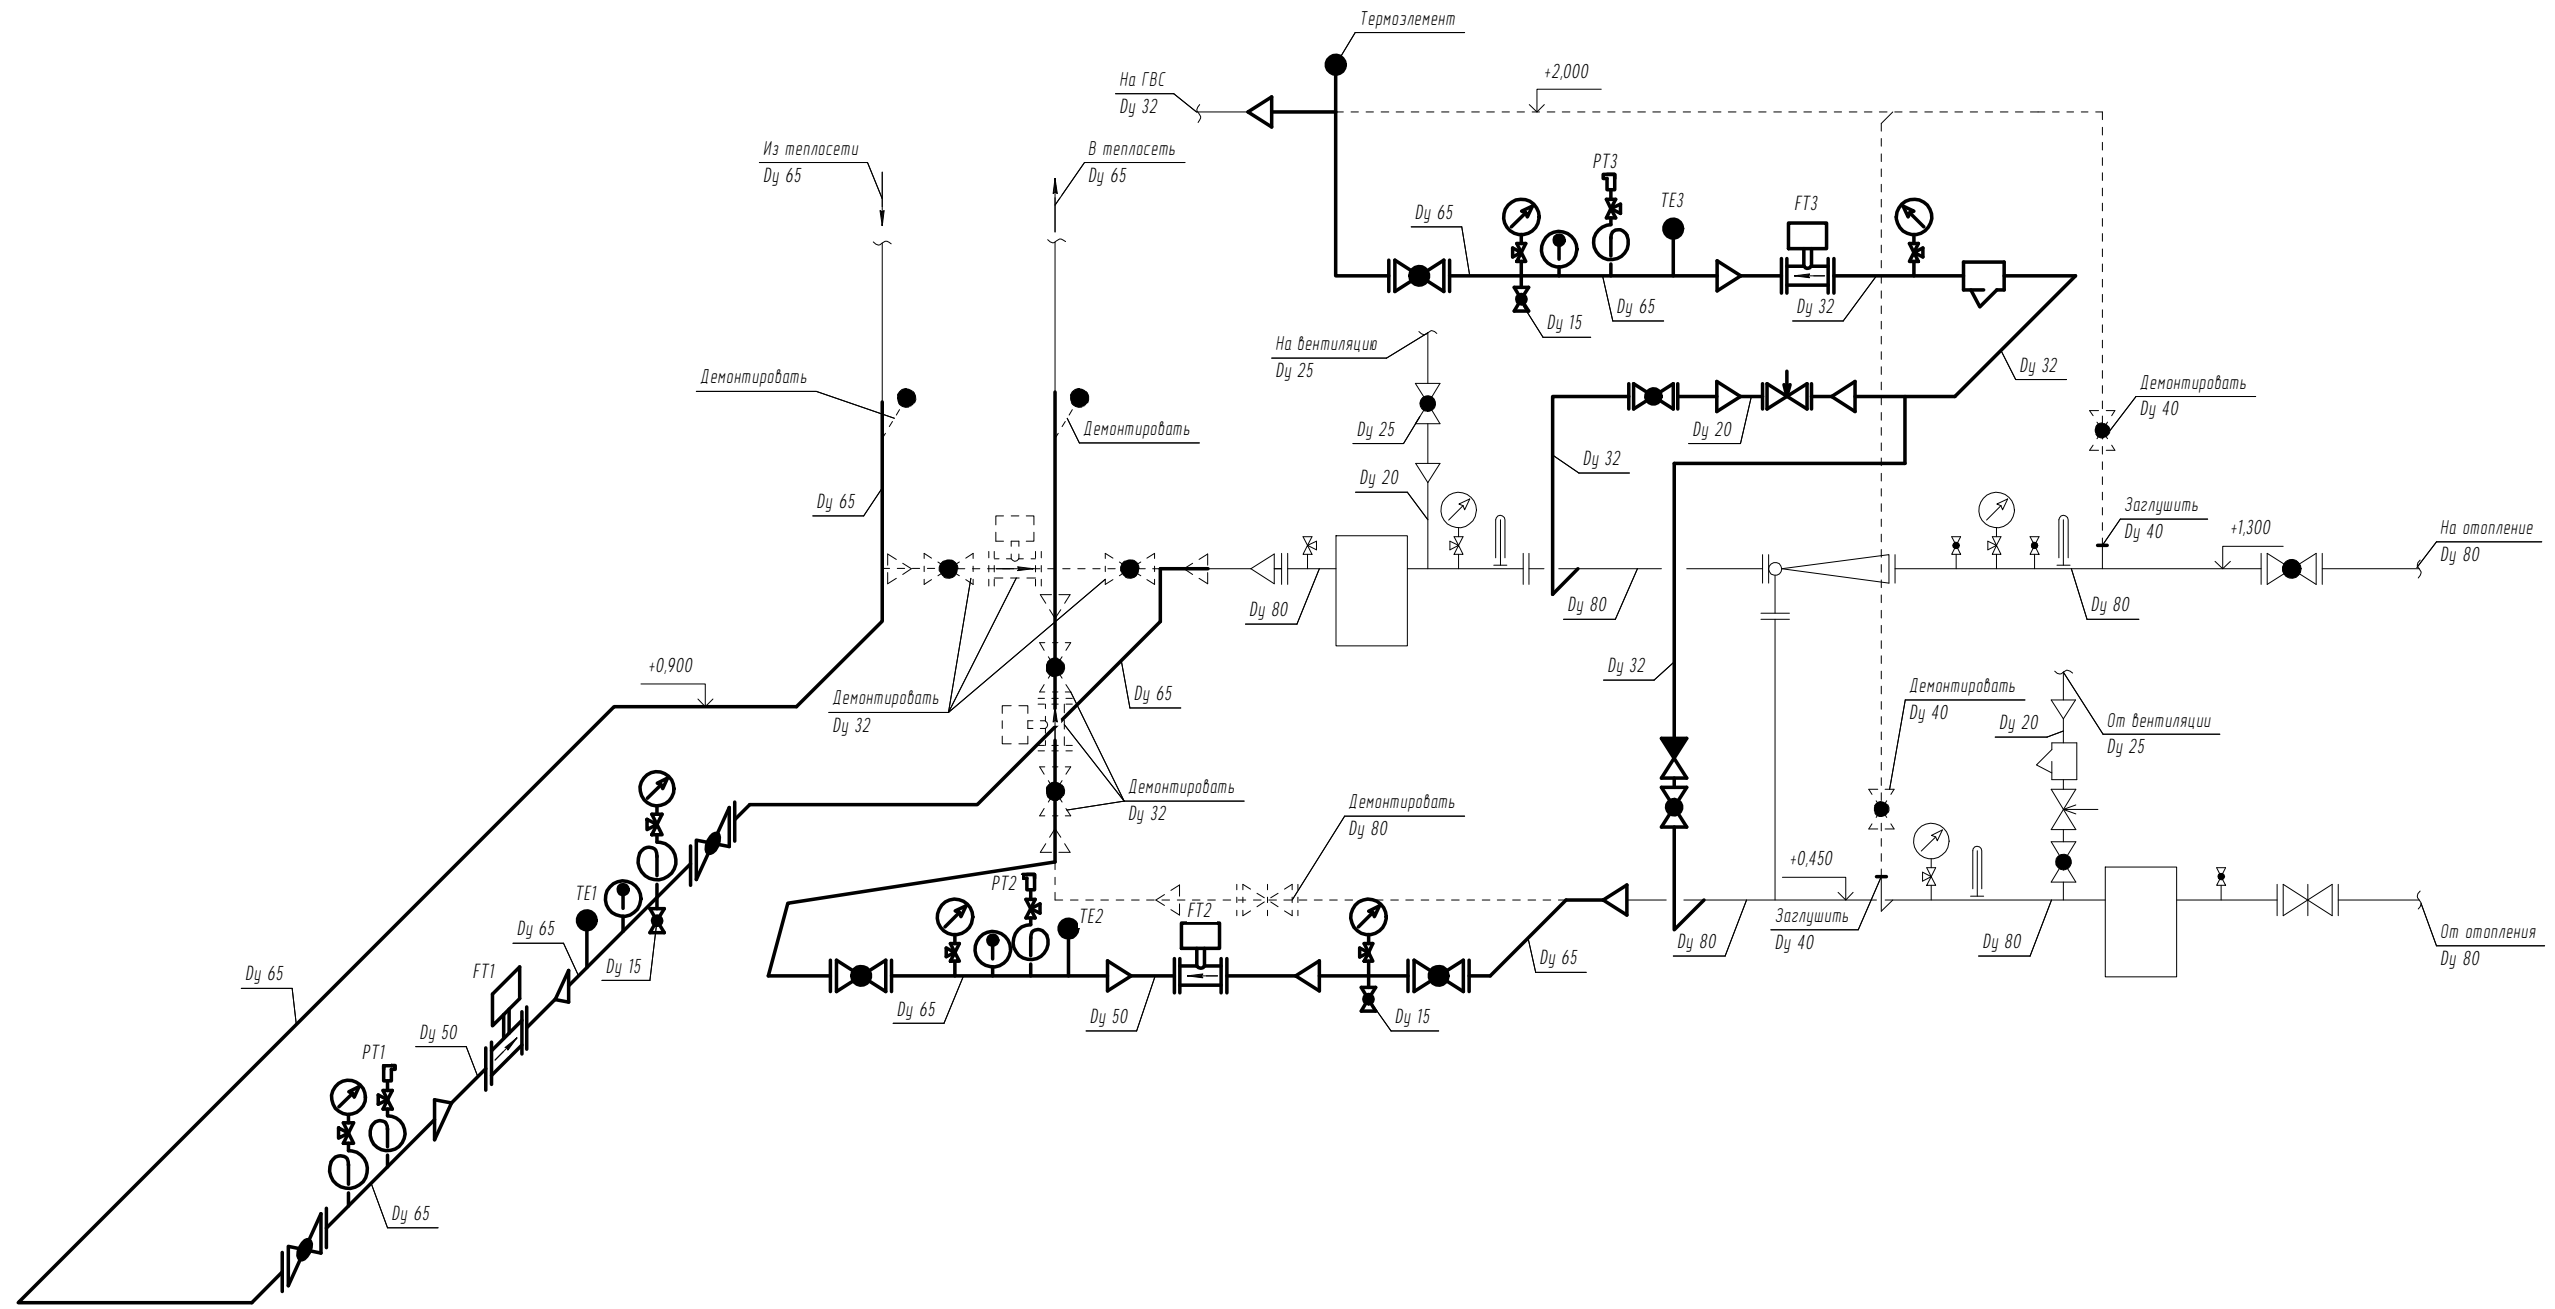 Термоэлемент
На ГВС
Dy 32
+2,000
Из теплосети
Dy 65
В теплосеть
Dy 65
PT3
TE3
FT3
Dy 65
Dy 65
Dy 32
Dy 15
На вентиляцию
Dy 25
Dy 32
Демонтировать
Демонтировать
Dy 40
Демонтировать
Dy 25
Dy 20
Dy 32
Dy 20
Dy 65
Заглушить
Dy 40
+1,300
На отопление
Dy 80
Dy 80
Dy 80
Dy 80
+0,900
Демонтировать
Dy 32
Dy 65
Dy 32
Демонтировать
Dy 40
Dy 20
От вентиляции
Dy 25
Демонтировать
Dy 32
Демонтировать
Dy 80
+0,450
TE1
PT2
TE2
FT2
Dy 65
Dy 15
Заглушить
Dy 40
Dy 80
Dy 80
От отопления
Dy 80
Dy 65
FT1
Dy 65
Dy 65
Dy 50
Dy 15
Dy 50
PT1
Dy 65